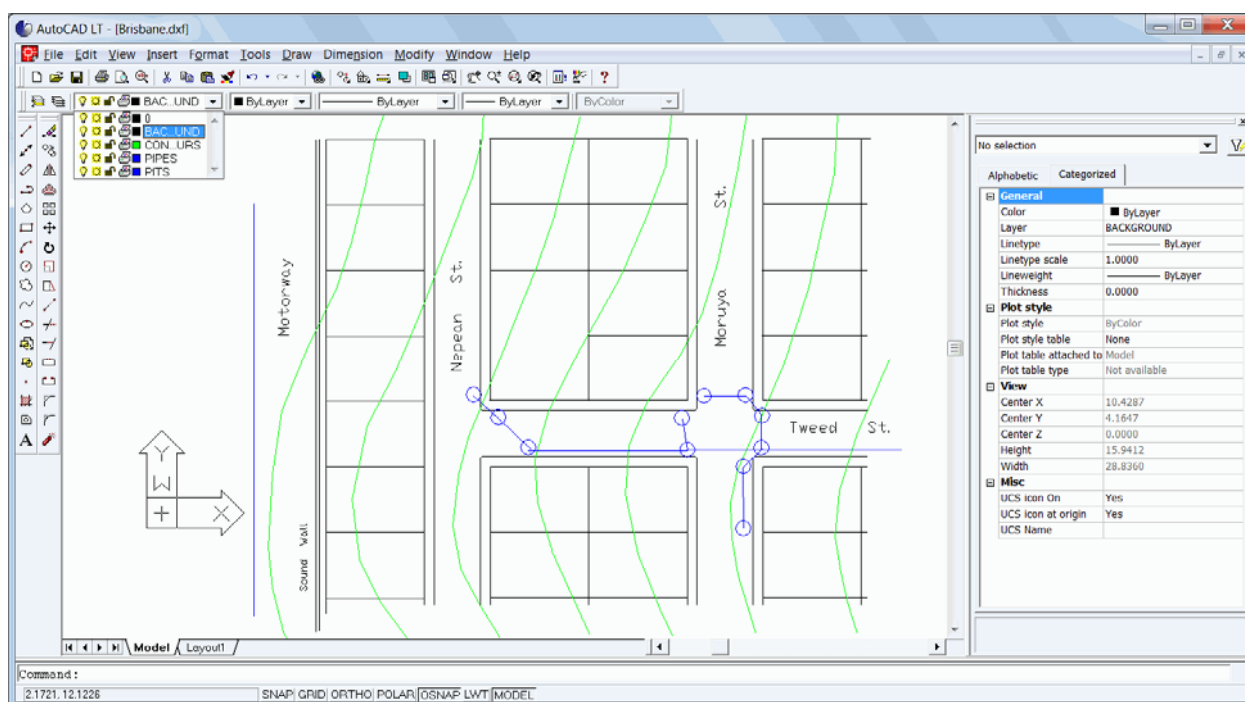 AutoCAD LT - [Brisbane.dxf]
File Edit View Insert Format Tools Draw Dimension Modify Window Help
BAC...UND ByLayer ByLayer ByLayer ByColor
0
BAC...UND
CON...URS
PIPES
PITS
Motorway
Nepean St.
Moruya St.
Tweed St.
Sound Wall
Y
W
X
A
No selection
Alphabetic Categorized
General
Color ByLayer
Layer BACKGROUND
Linetype ByLayer
Linetype scale 1.0000
Lineweight ByLayer
Thickness 0.0000
Plot style
Plot style ByColor
Plot style table None
Plot table attached to Model
Plot table type Not available
View
Center X 10.4287
Center Y 4.1647
Center Z 0.0000
Height 15.9412
Width 28.8360
Misc
UCS icon On Yes
UCS icon at origin Yes
UCS Name
Model Layout1
Command:
2.1721, 12.1226 SNAP GRID ORTHO POLAR OSNAP LWT MODEL